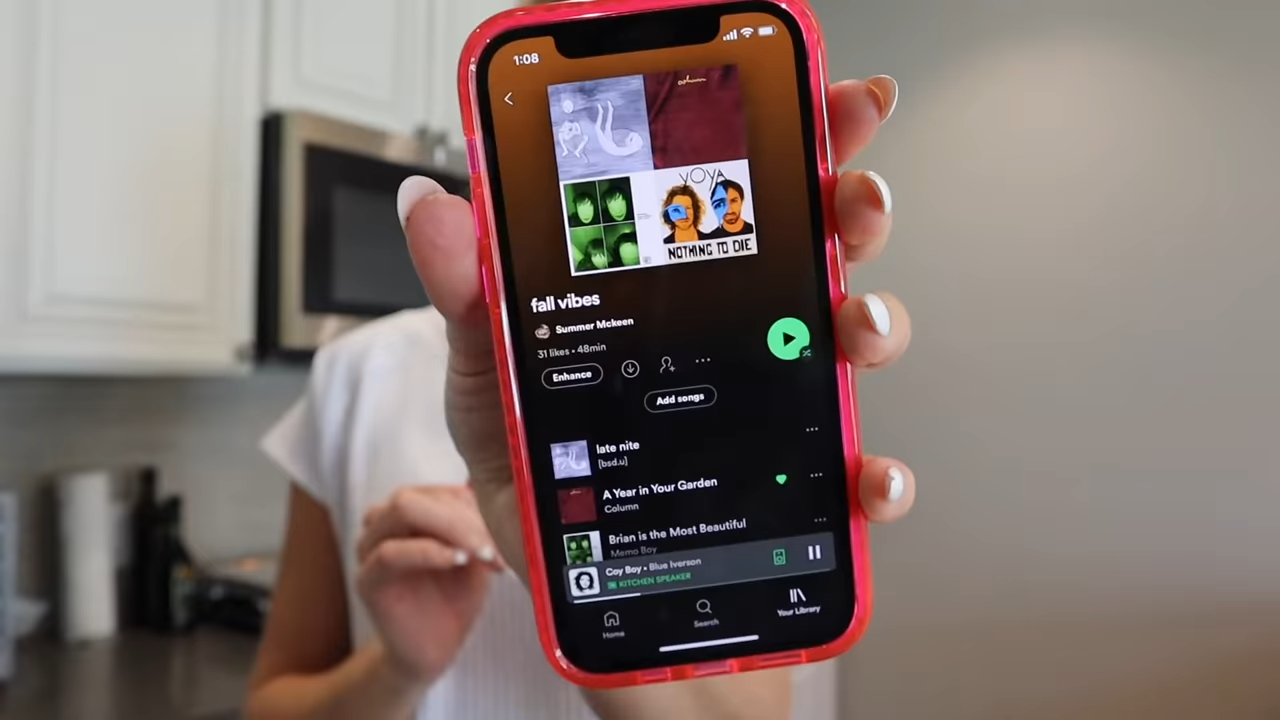 1:08
VOYA
NOTHING TO DIE
fall vibes
Summer Mckeen
31 likes • 48min
Enhance
Add songs
late nite
[bsd.u]
A Year in Your Garden
Column
Brian is the Most Beautiful
Memo Boy
Coy Boy • Blue Iverson
KITCHEN SPEAKER
Home
Search
Your Library